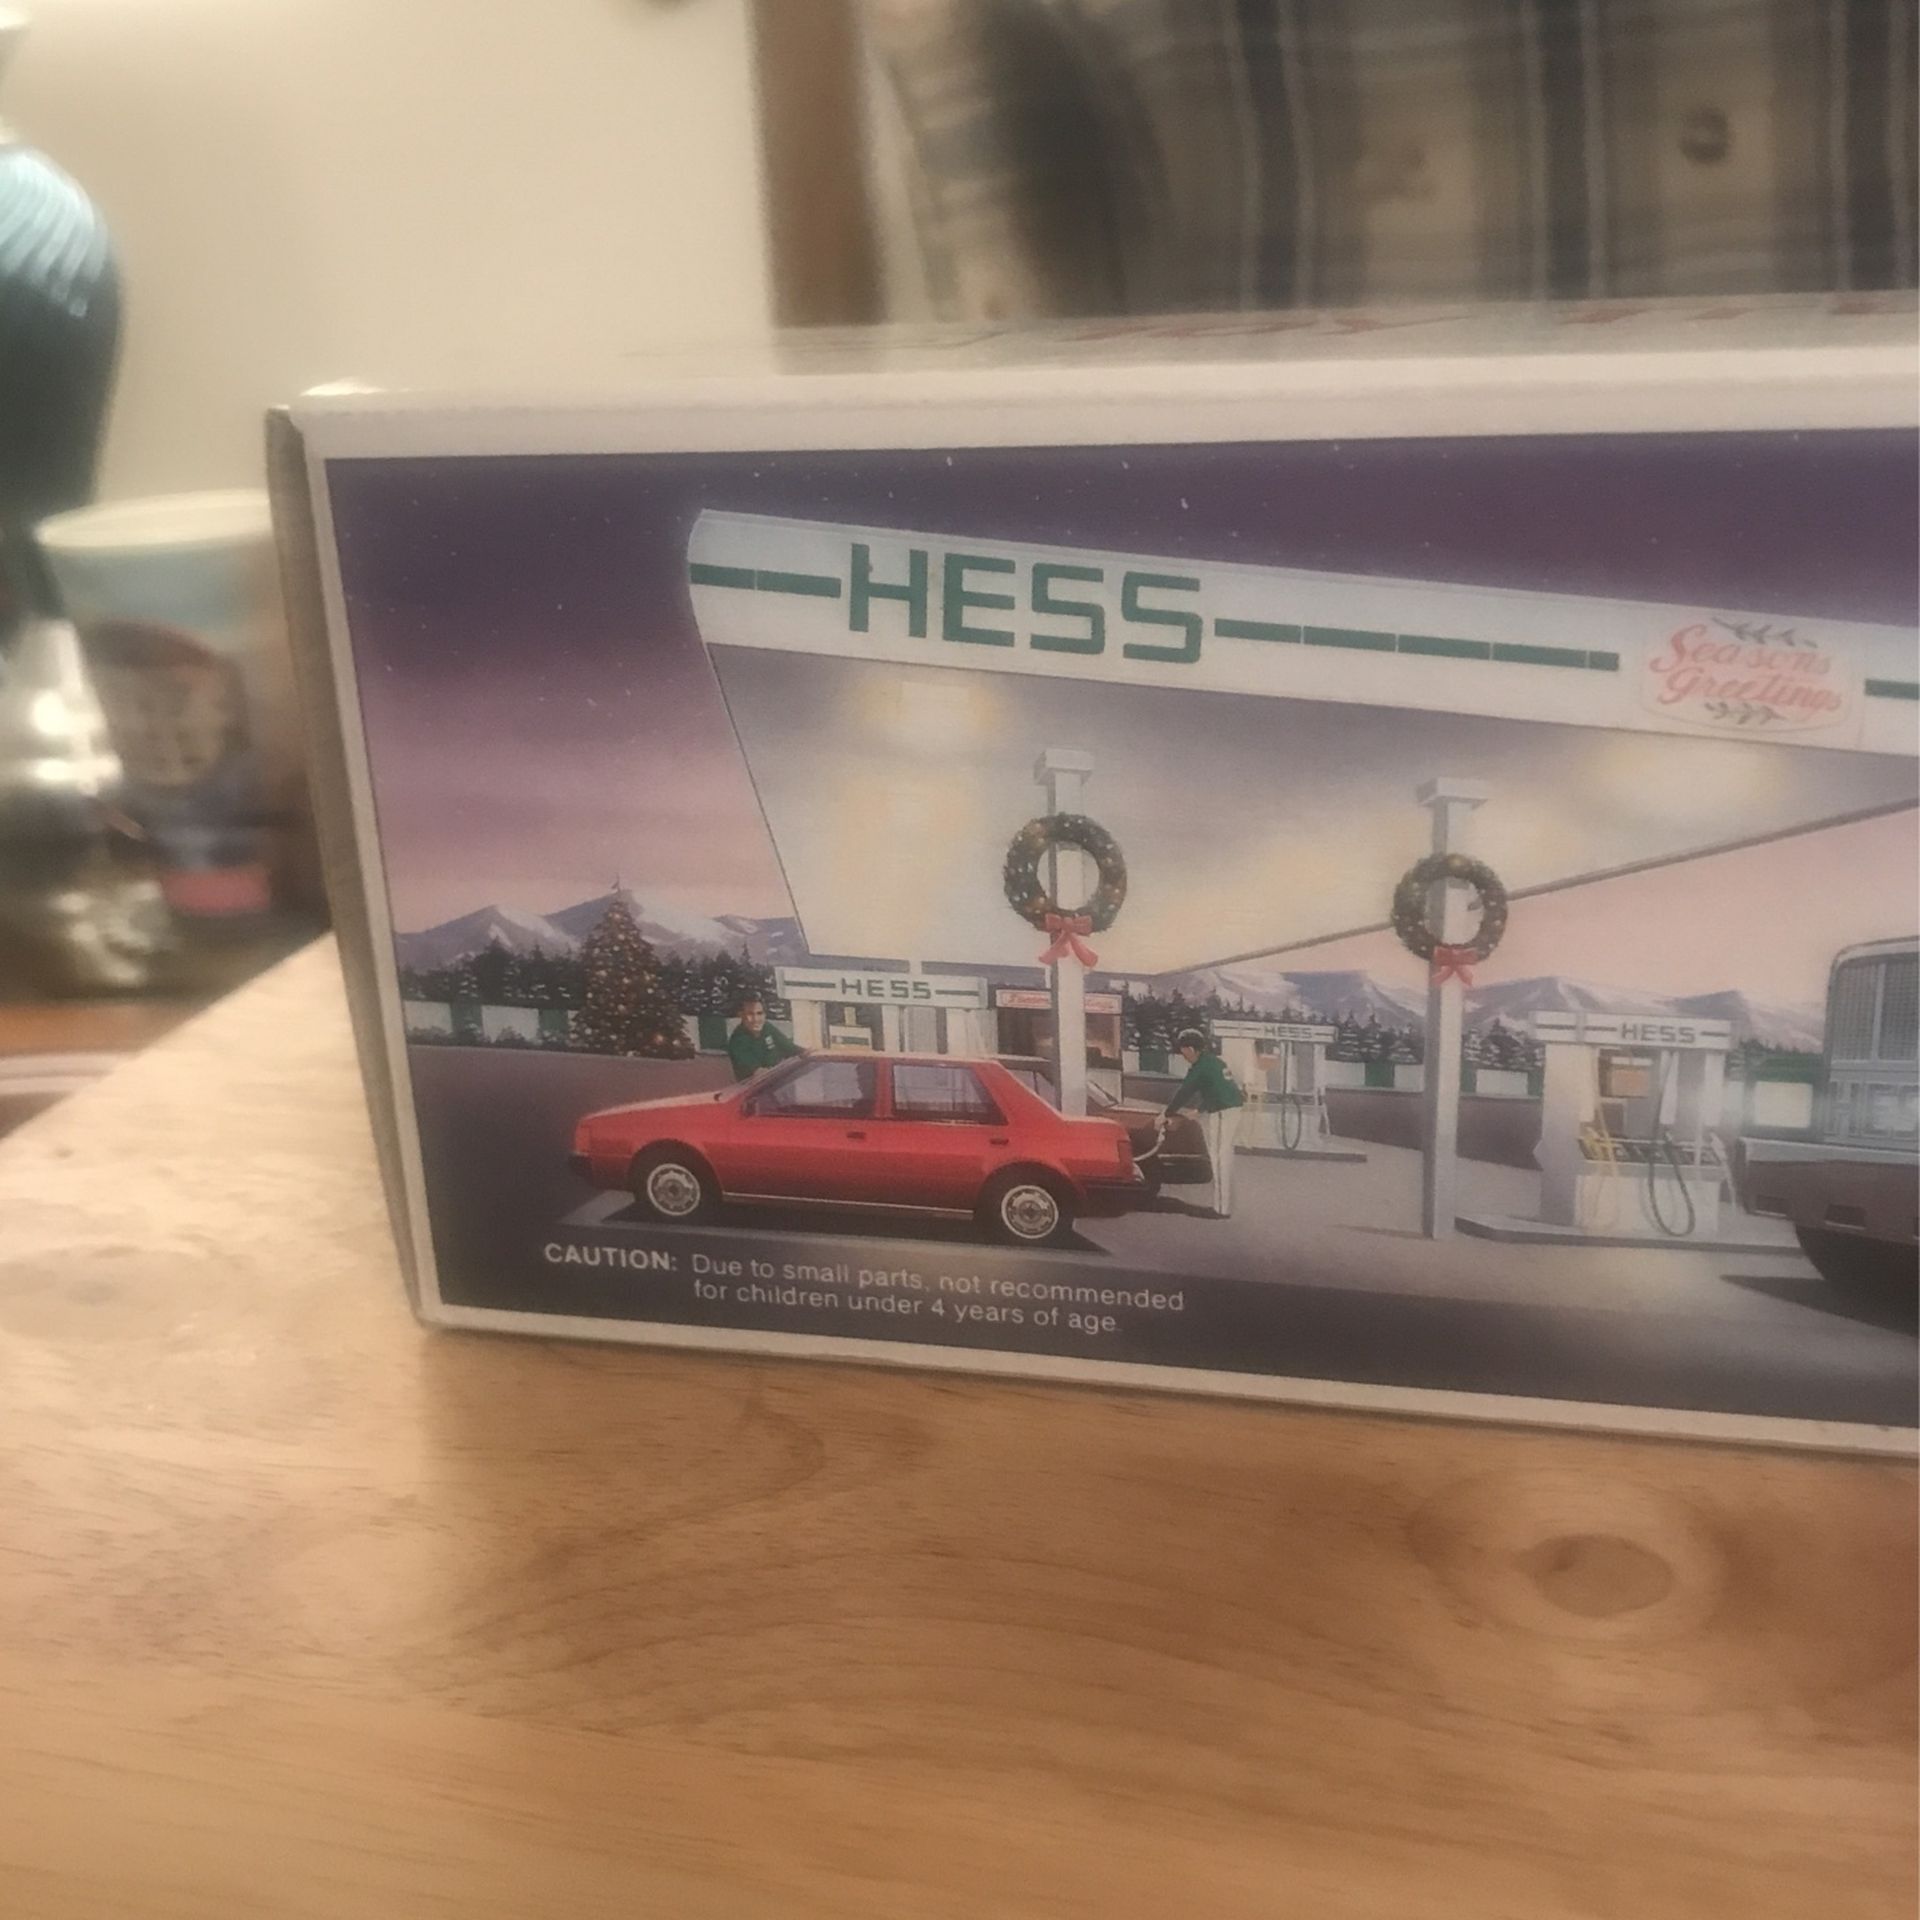 HESS
Seasons
Greetings
HESS
HESS
HESS
CAUTION: Due to small parts, not recommended
for children under 4 years of age.